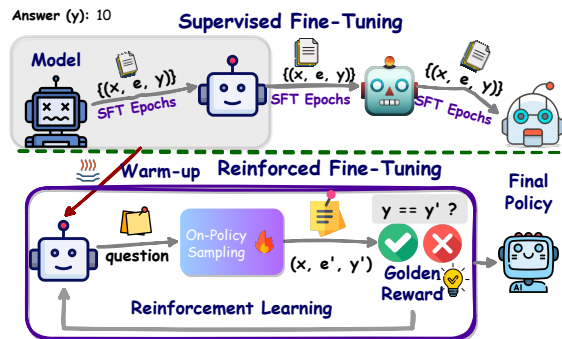 Answer (y): 10
Supervised Fine-Tuning
Model
{(x, e, y)}
SFT Epochs
{(x, e, y)}
SFT Epochs
{(x, e, y)}
SFT Epochs
Warm-up
Reinforced Fine-Tuning
Final
Policy
question
On-Policy
Sampling
(x, e', y')
y == y' ?
Golden
Reward
Reinforcement Learning
AI